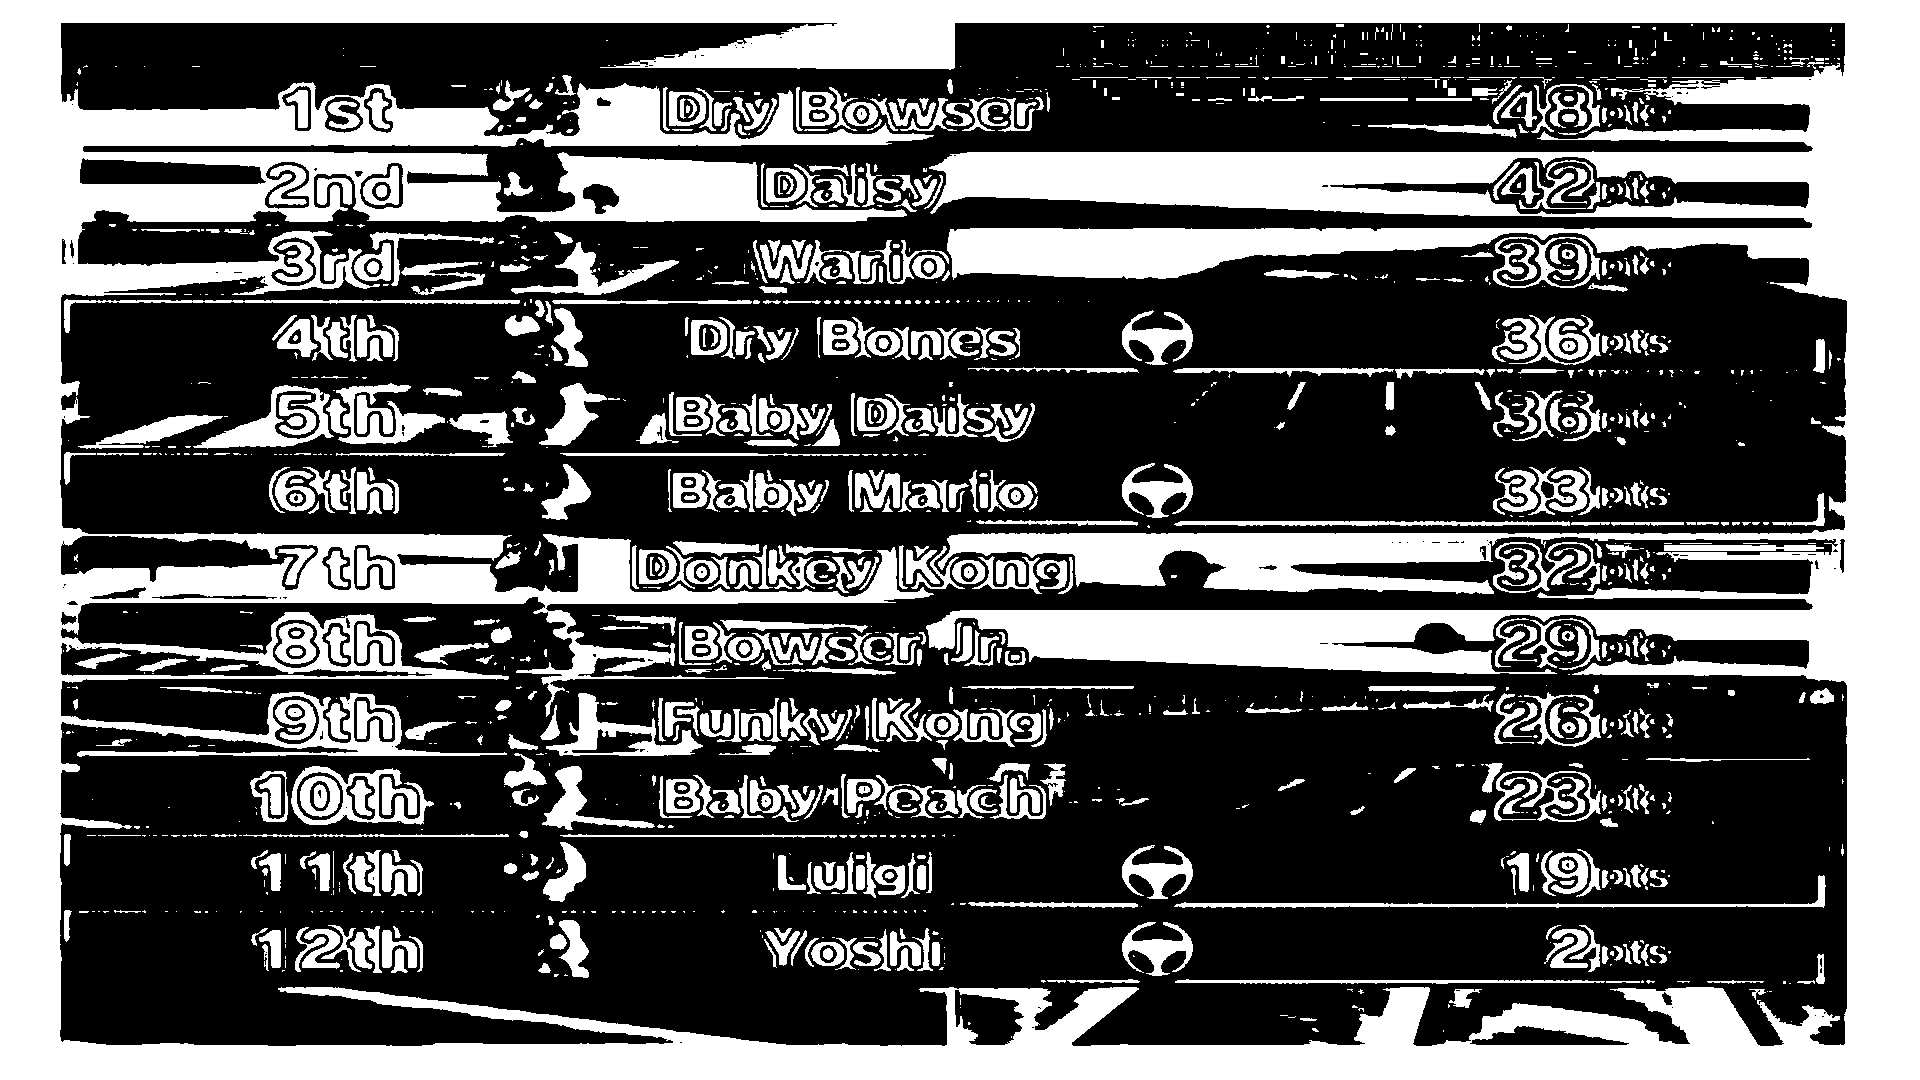 1st Dry Bowser 48pts
2nd Daisy 42pts
3rd Wario 39pts
4th Dry Bones 36pts
5th Baby Daisy 36pts
6th Baby Mario 33pts
7th Donkey Kong 32pts
8th Bowser Jr. 29pts
9th Funky Kong 26pts
10th Baby Peach 23pts
11th Luigi 19pts
12th Yoshi 2pts